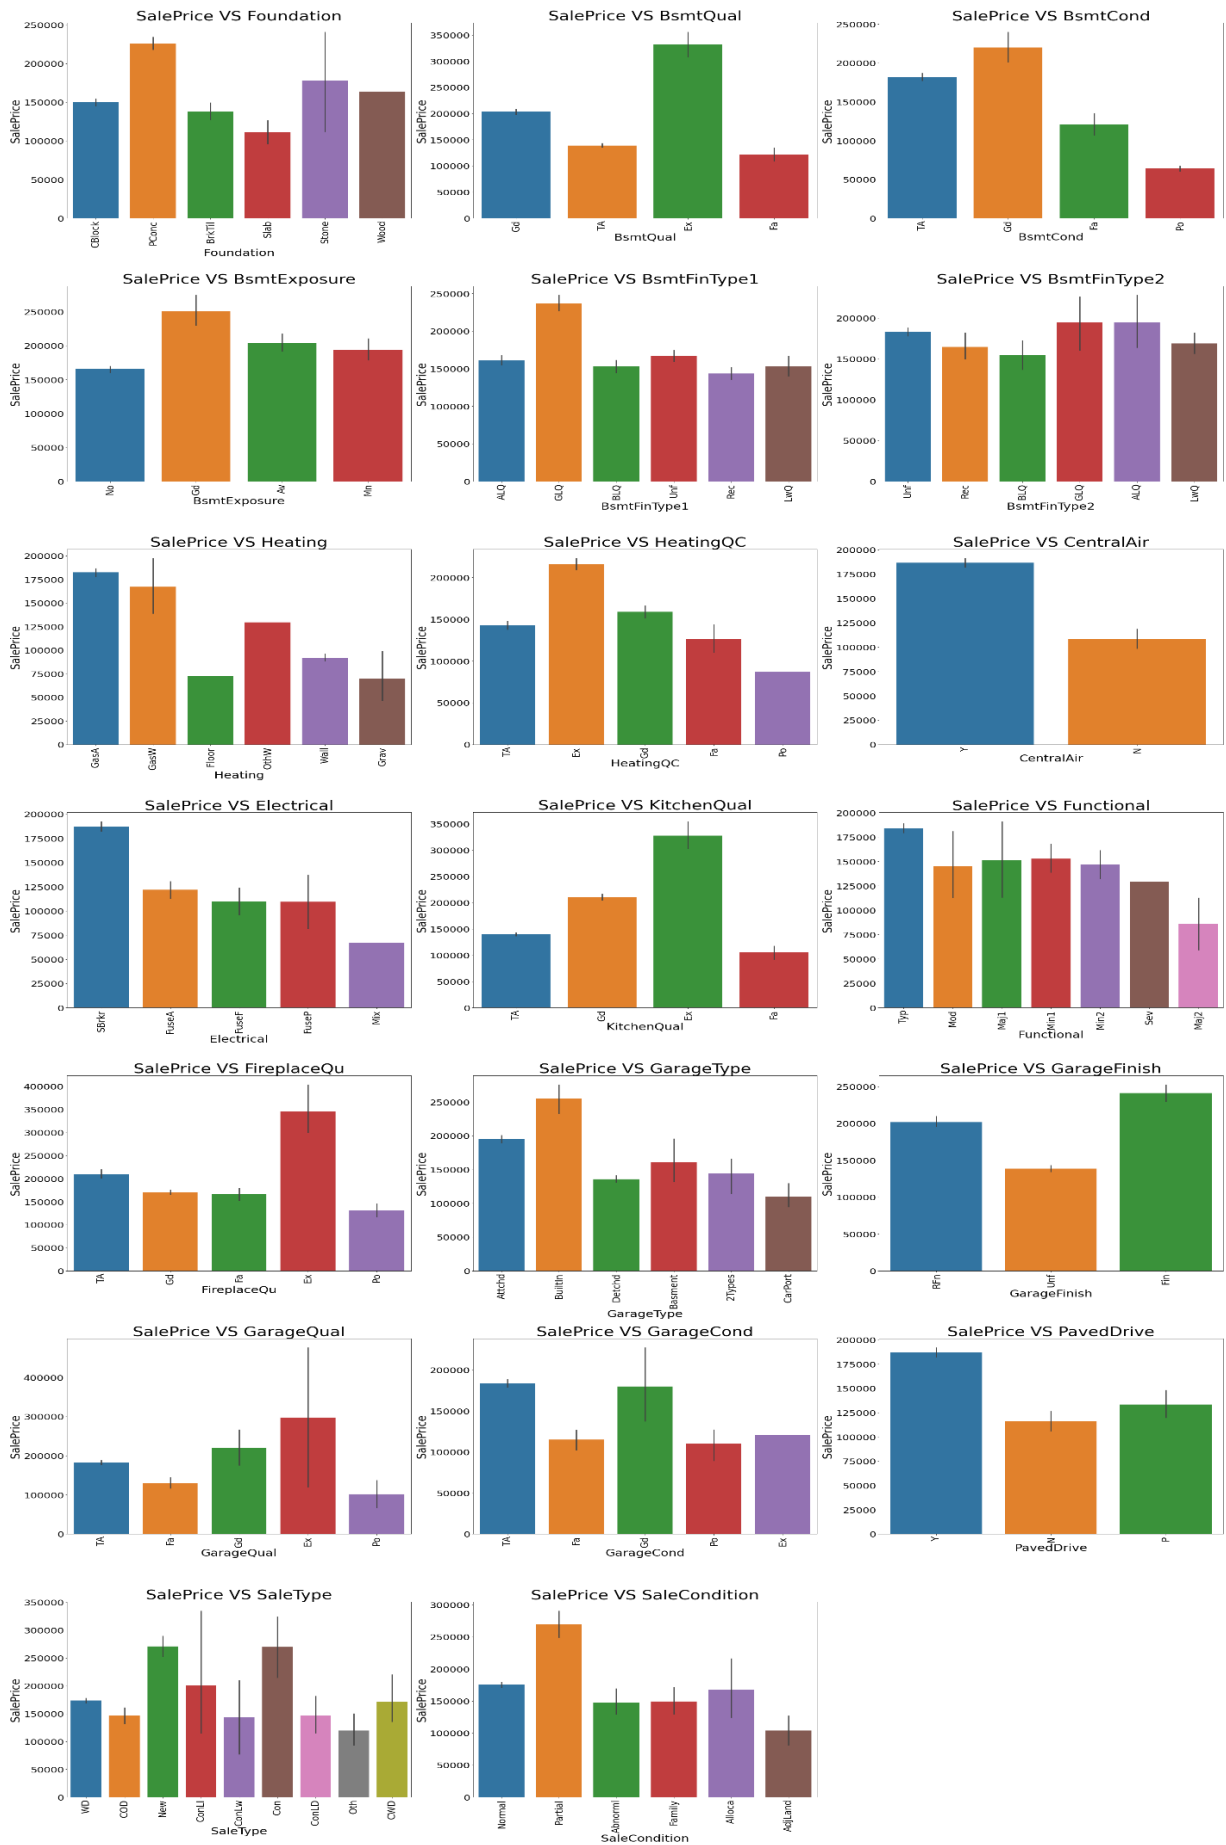 SalePrice VS Foundation
SalePrice VS BsmtQual
SalePrice VS BsmtCond
250000
200000
150000
100000
50000
0
SalePrice
CBlock
PConc
BrkTil
Slab
Stone
Wood
Foundation
350000
300000
250000
200000
150000
100000
50000
0
SalePrice
Gd
TA
Ex
Fa
BsmtQual
250000
200000
150000
100000
50000
0
SalePrice
TA
Gd
Fa
Po
BsmtCond
SalePrice VS BsmtExposure
SalePrice VS BsmtFinType1
SalePrice VS BsmtFinType2
250000
200000
150000
100000
50000
0
SalePrice
No
Gd
Av
Mn
BsmtExposure
250000
200000
150000
100000
50000
0
SalePrice
ALQ
GLQ
BLQ
Unf
Rec
LwQ
BsmtFinType1
200000
150000
100000
50000
0
SalePrice
Unf
Rec
BLQ
GLQ
ALQ
LwQ
BsmtFinType2
SalePrice VS Heating
SalePrice VS HeatingQC
SalePrice VS CentralAir
200000
175000
150000
125000
100000
75000
50000
25000
0
SalePrice
GasA
GasW
Floor
OthW
Wall
Grav
Heating
200000
150000
100000
50000
0
SalePrice
TA
Ex
Gd
Fa
Po
HeatingQC
200000
175000
150000
125000
100000
75000
50000
25000
0
SalePrice
Y
N
CentralAir
SalePrice VS Electrical
SalePrice VS KitchenQual
SalePrice VS Functional
200000
175000
150000
125000
100000
75000
50000
25000
0
SalePrice
SBrkr
FuseA
FuseF
FuseP
Mix
Electrical
350000
300000
250000
200000
150000
100000
50000
0
SalePrice
TA
Gd
Ex
Fa
KitchenQual
200000
175000
150000
125000
100000
75000
50000
25000
0
SalePrice
Typ
Mod
Maj1
Min1
Min2
Sev
Maj2
Functional
SalePrice VS FireplaceQu
SalePrice VS GarageType
SalePrice VS GarageFinish
400000
350000
300000
250000
200000
150000
100000
50000
0
SalePrice
TA
Gd
Fa
Ex
Po
FireplaceQu
250000
200000
150000
100000
50000
0
SalePrice
Attchd
BuiltIn
Detchd
Basment
2Types
CarPort
GarageType
250000
200000
150000
100000
50000
0
SalePrice
RFn
Unf
Fin
GarageFinish
SalePrice VS GarageQual
SalePrice VS GarageCond
SalePrice VS PavedDrive
400000
300000
200000
100000
0
SalePrice
TA
Fa
Gd
Ex
Po
GarageQual
200000
150000
100000
50000
0
SalePrice
TA
Fa
Gd
Po
Ex
GarageCond
200000
175000
150000
125000
100000
75000
50000
25000
0
SalePrice
Y
N
P
PavedDrive
SalePrice VS SaleType
SalePrice VS SaleCondition
350000
300000
250000
200000
150000
100000
50000
0
SalePrice
WD
COD
New
ConLI
ConLw
Con
ConLD
Oth
CWD
SaleType
300000
250000
200000
150000
100000
50000
0
SalePrice
Normal
Partial
Abnorml
Family
Alloca
AdjLand
SaleCondition